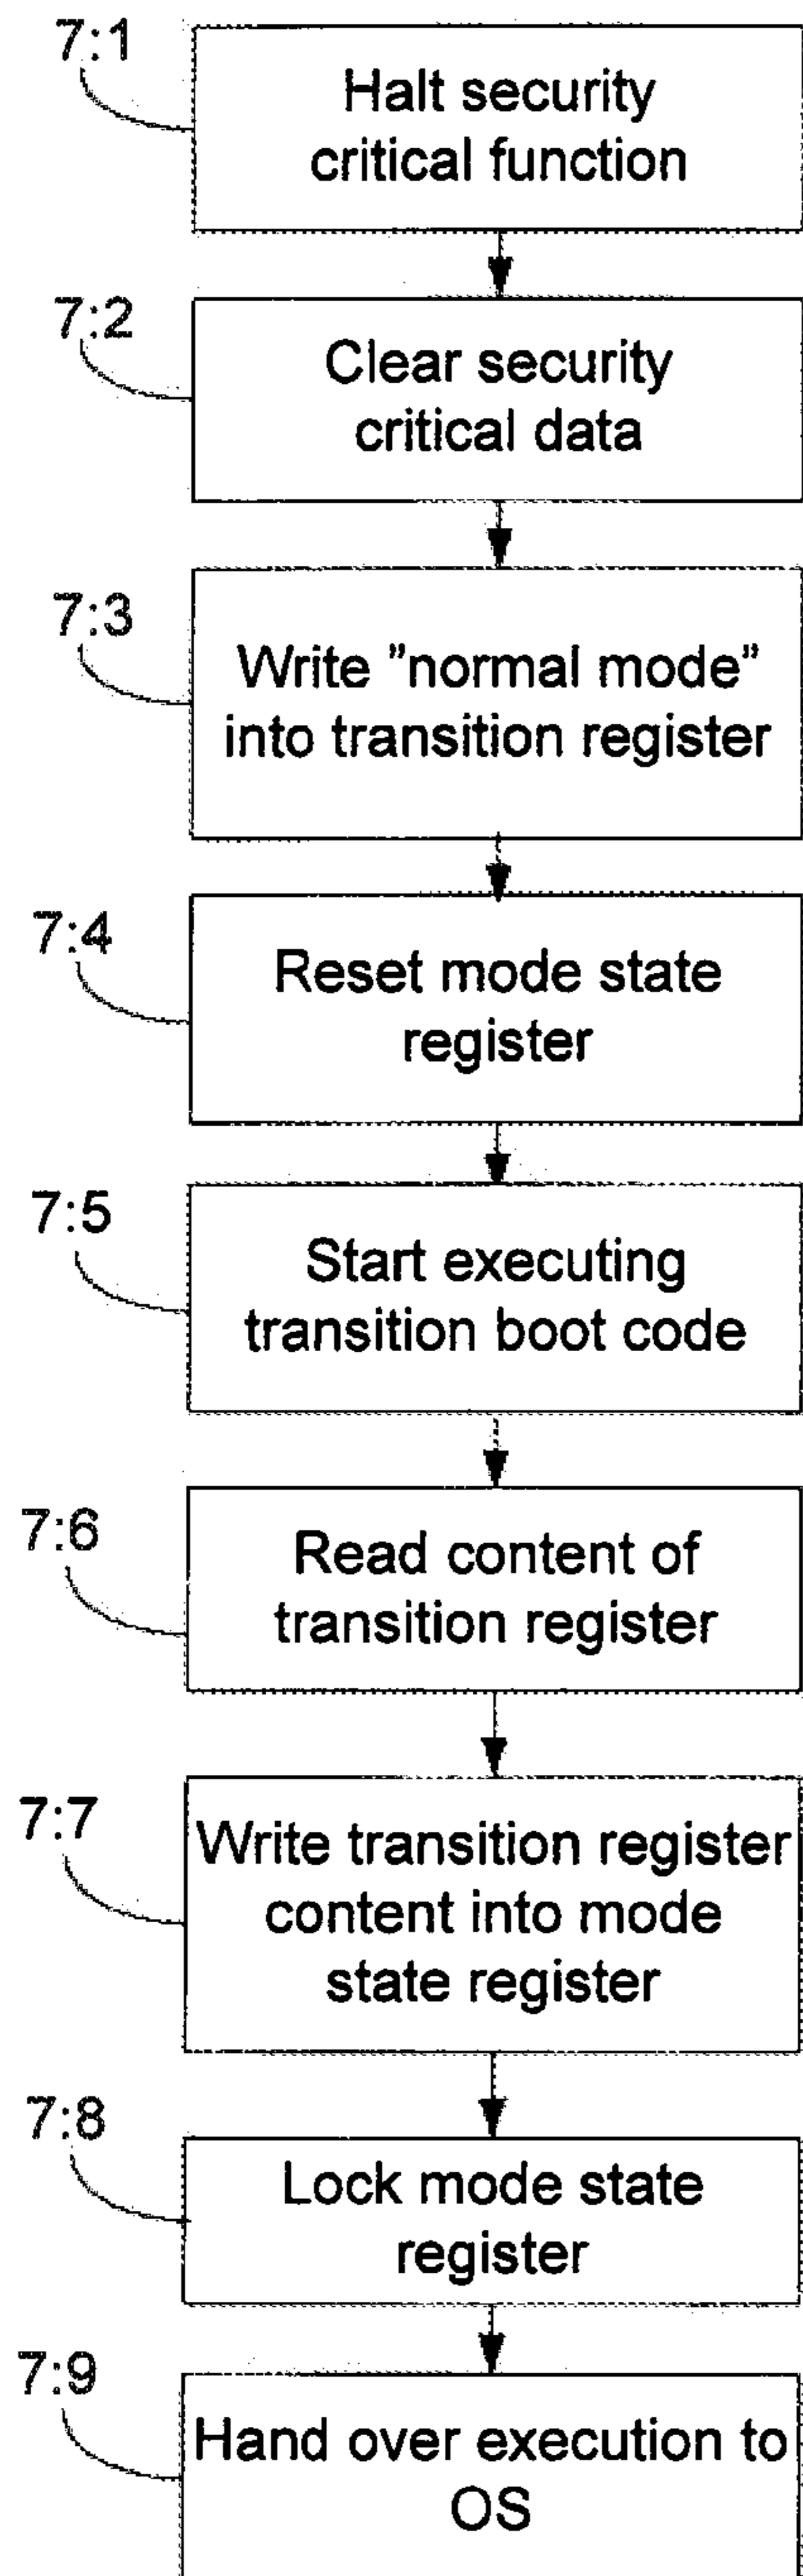 7:1
Halt security
critical function
7:2
Clear security
critical data
7:3
Write ”normal mode”
into transition register
7:4
Reset mode state
register
7:5
Start executing
transition boot code
7:6
Read content of
transition register
7:7
Write transition register
content into mode
state register
7:8
Lock mode state
register
7:9
Hand over execution to
OS